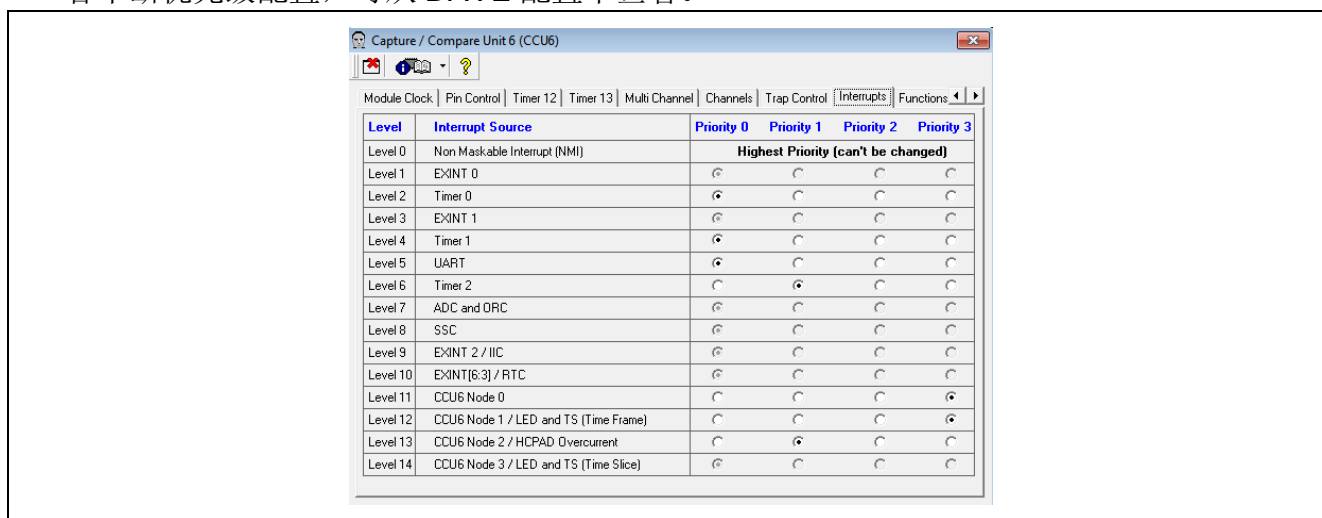 Capture / Compare Unit 6 (CCU6)
Module Clock Pin Control Timer 12 Timer 13 Multi Channel Channels Trap Control Interrupts Functions
Level Interrupt Source Priority 0 Priority 1 Priority 2 Priority 3
Level 0 Non Maskable Interrupt (NMI) Highest Priority (can't be changed)
Level 1 EXINT 0
Level 2 Timer 0
Level 3 EXINT 1
Level 4 Timer 1
Level 5 UART
Level 6 Timer 2
Level 7 ADC and ORC
Level 8 SSC
Level 9 EXINT 2 / IIC
Level 10 EXINT[6:3] / RTC
Level 11 CCU6 Node 0
Level 12 CCU6 Node 1 / LED and TS (Time Frame)
Level 13 CCU6 Node 2 / HCPAD Overcurrent
Level 14 CCU6 Node 3 / LED and TS (Time Slice)